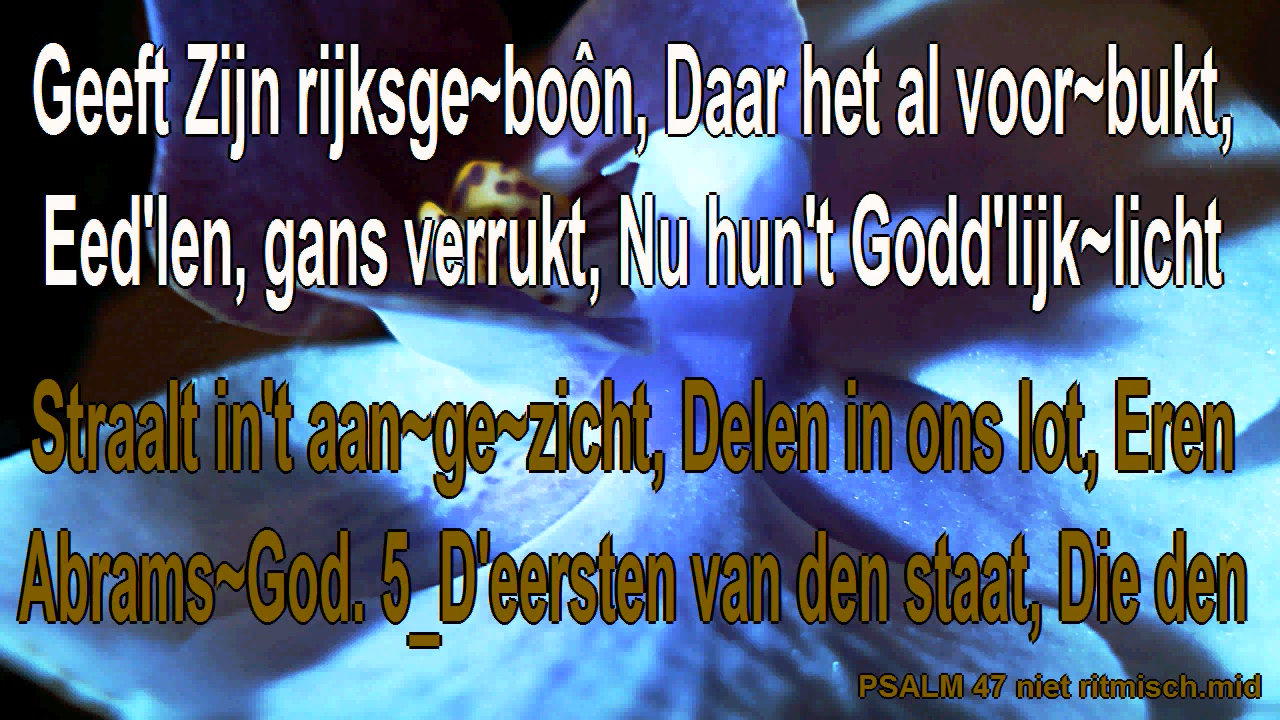 Geeft Zijn rijksge~boôn, Daar het al voor~bukt,
Eed'len, gans verrukt, Nu hun't Godd'lijk~licht
Straalt in't aan~ge~zicht, Delen in ons lot, Eren
Abrams~God. 5_D'eersten van den staat, Die den
PSALM 47 niet ritmisch.mid